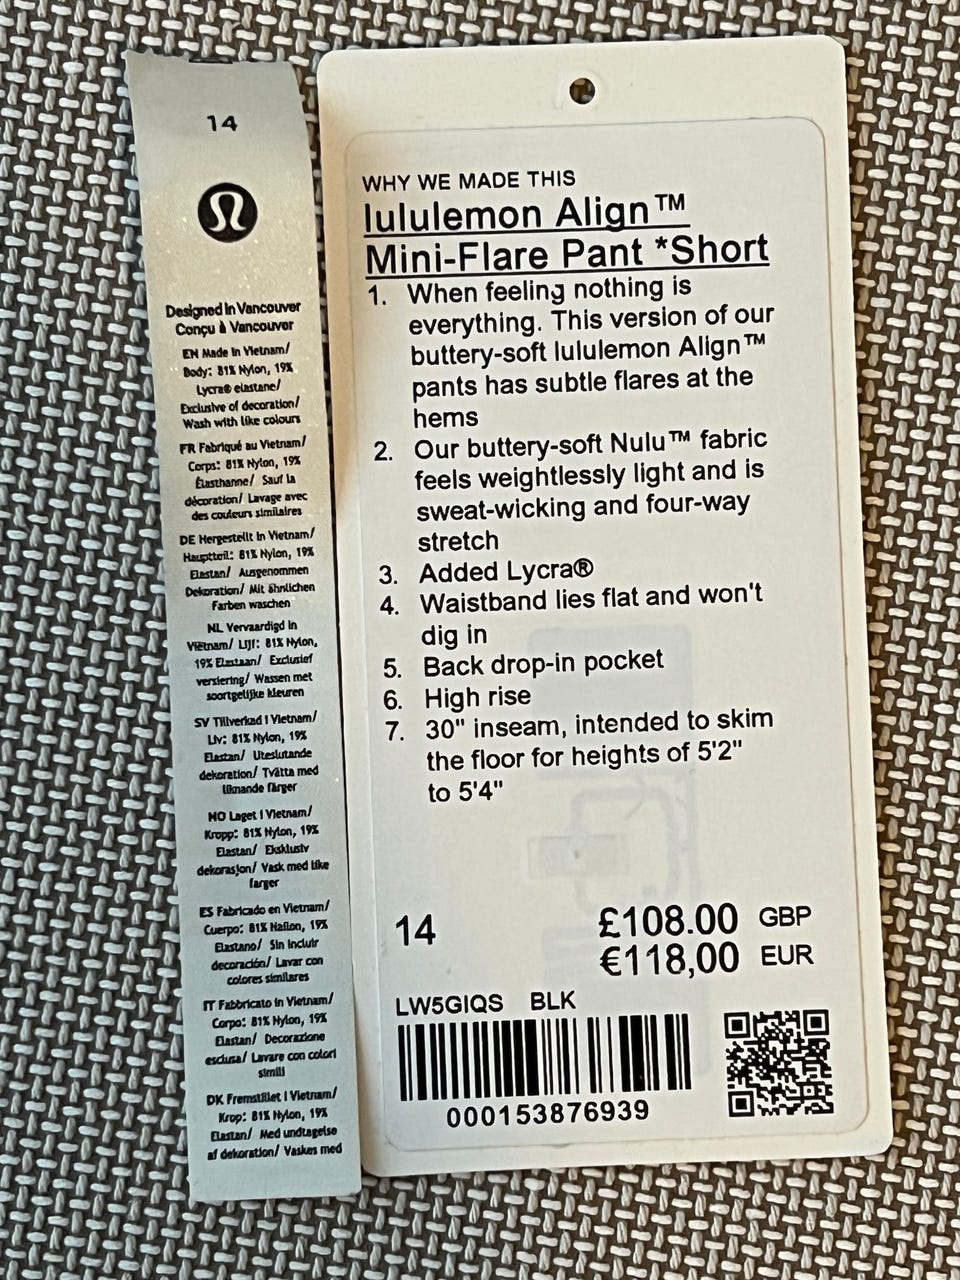 14
Designed in Vancouver
Conçu à Vancouver
EN Made in Vietnam/
Body: 81% Nylon, 19%
Lycra® elastane/
Exclusive of decoration/
Wash with like colours
FR Fabriqué au Vietnam/
Corps: 81% Nylon, 19%
Élasthanne/ Sauf la
décoration/ Lavage avec
des couleurs similaires
DE Hergestellt in Vietnam/
Hauptteil: 81% Nylon, 19%
Elastan/ Ausgenommen
Dekoration/ Mit ähnlichen
Farben waschen
NL Vervaardigd in
Vietnam/ Lijf: 81% Nylon,
19% Elastaan/ Exclusief
versiering/ Wassen met
soortgelijke kleuren
SV Tillverkad i Vietnam/
Liv: 81% Nylon, 19%
Elastan/ Uteslutande
dekoration/ Tvätta med
liknande färger
NO Laget i Vietnam/
Kropp: 81% Nylon, 19%
Elastan/ Eksklusiv
dekorasjon/ Vask med like
farger
ES Fabricado en Vietnam/
Cuerpo: 81% Nailon, 19%
Elastano/ Sin incluir
decoración/ Lavar con
colores similares
IT Fabbricato in Vietnam/
Corpo: 81% Nylon, 19%
Elastan/ Decorazione
esclusa/ Lavare con colori
simili
DK Fremstillet i Vietnam/
Krop: 81% Nylon, 19%
Elastan/ Med undtagelse
af dekoration/ Vaskes med
WHY WE MADE THIS
lululemon Align™
Mini-Flare Pant *Short
1. When feeling nothing is
everything. This version of our
buttery-soft lululemon Align™
pants has subtle flares at the
hems
2. Our buttery-soft Nulu™ fabric
feels weightlessly light and is
sweat-wicking and four-way
stretch
3. Added Lycra®
4. Waistband lies flat and won't
dig in
5. Back drop-in pocket
6. High rise
7. 30" inseam, intended to skim
the floor for heights of 5'2"
to 5'4"
14 £108.00 GBP
€118,00 EUR
LW5GIQS BLK
000153876939